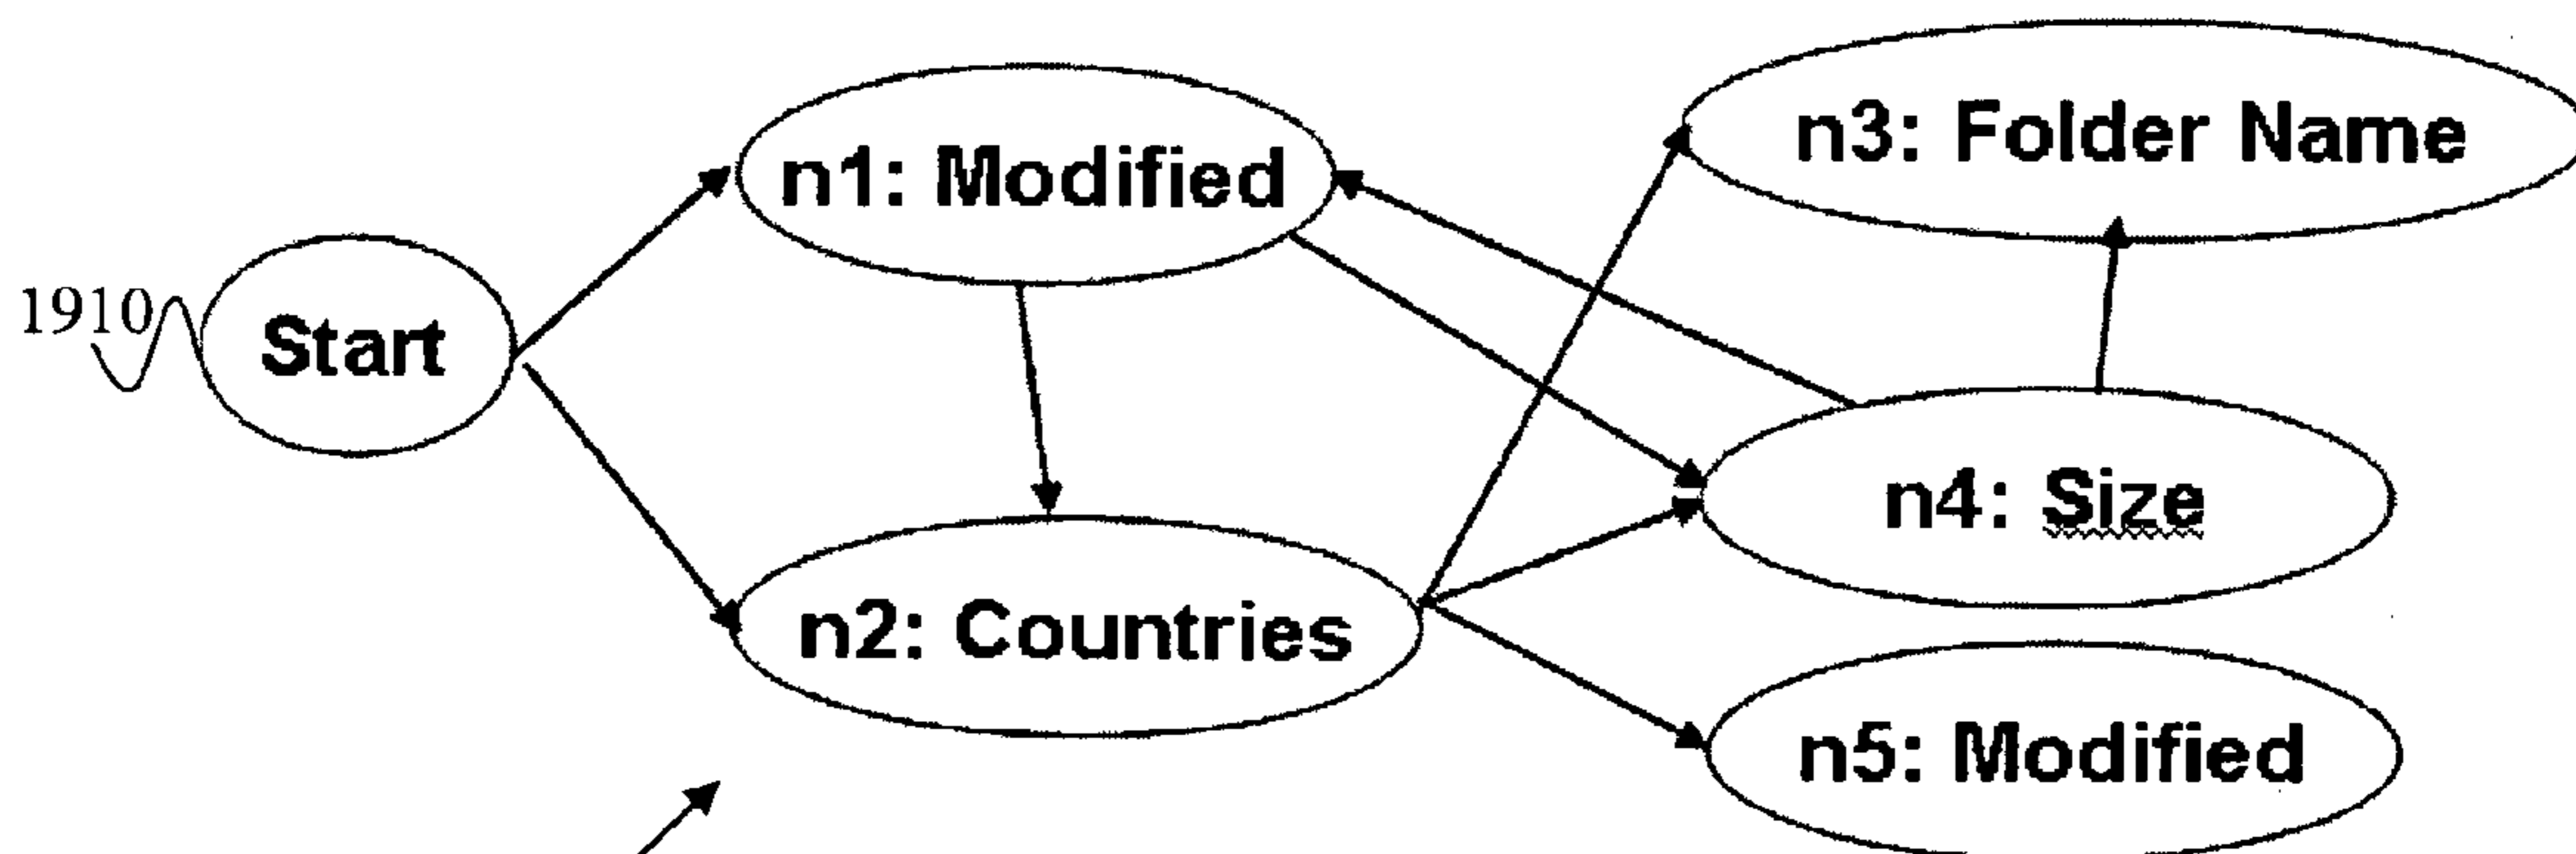 n3: Folder Name
n1: Modified
1910
Start
n4: Size
n2: Countries
n5: Modified